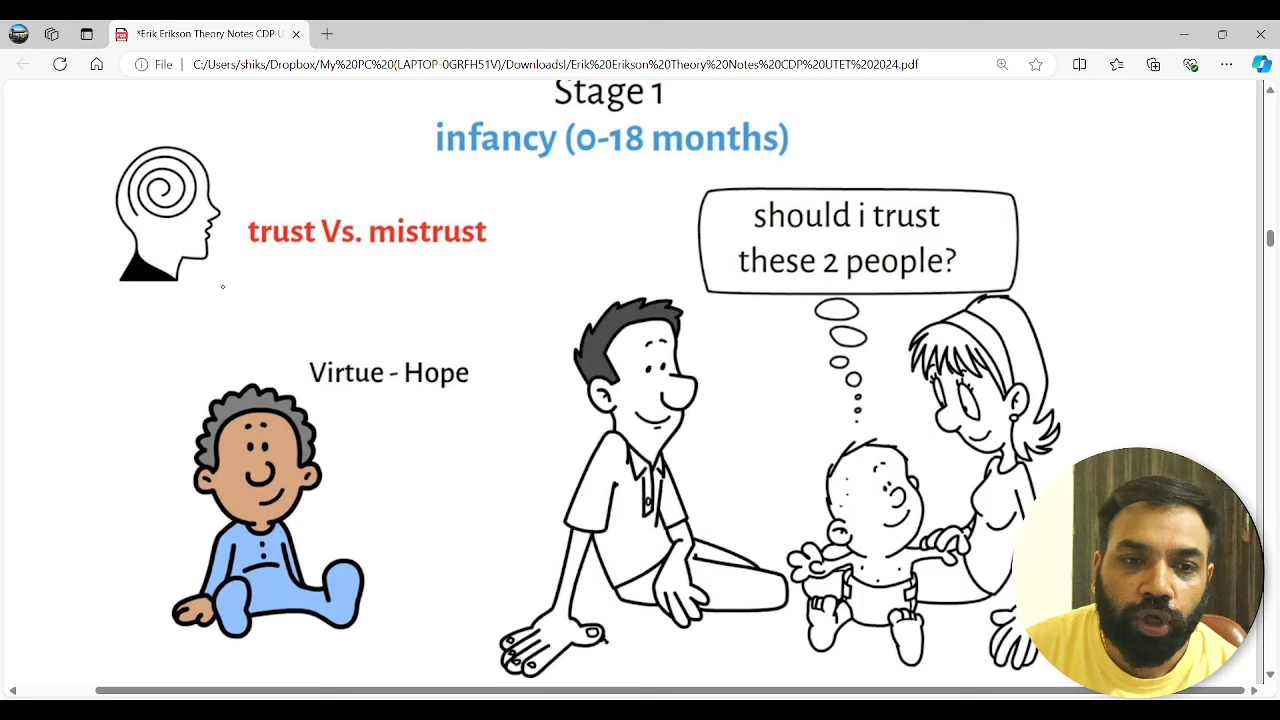 *Erik Erikson Theory Notes CDP U
File
C:/Users/shiks/Dropbox/My%20PC%20(LAPTOP-0GRFH51V)/Downloads/Erik%20Erikson%20Theory%20Notes%20CDP%20UTET%202024.pdf
Stage 1
infancy (0-18 months)
trust Vs. mistrust
should i trust
these 2 people?
Virtue - Hope